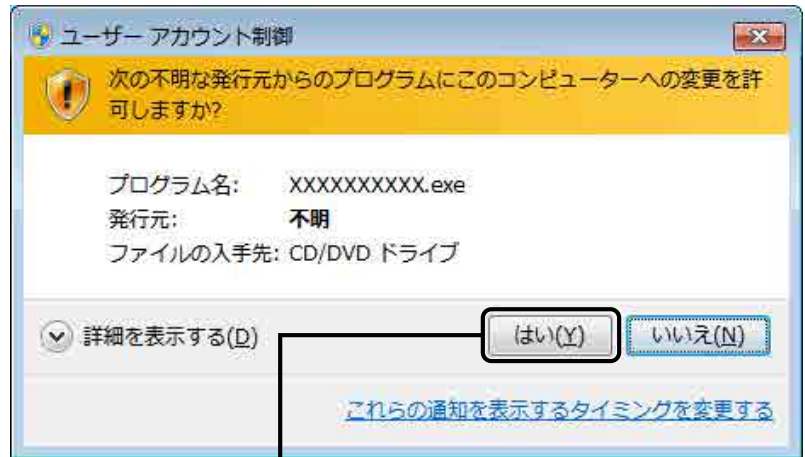 ユーザー アカウント制御
次の不明な発行元からのプログラムにこのコンピューターへの変更を許
可しますか?
プログラム名: XXXXXXXXXX.exe
発行元: 不明
ファイルの入手先: CD/DVD ドライブ
詳細を表示する(D) はい(Y) いいえ(N)
これらの通知を表示するタイミングを変更する